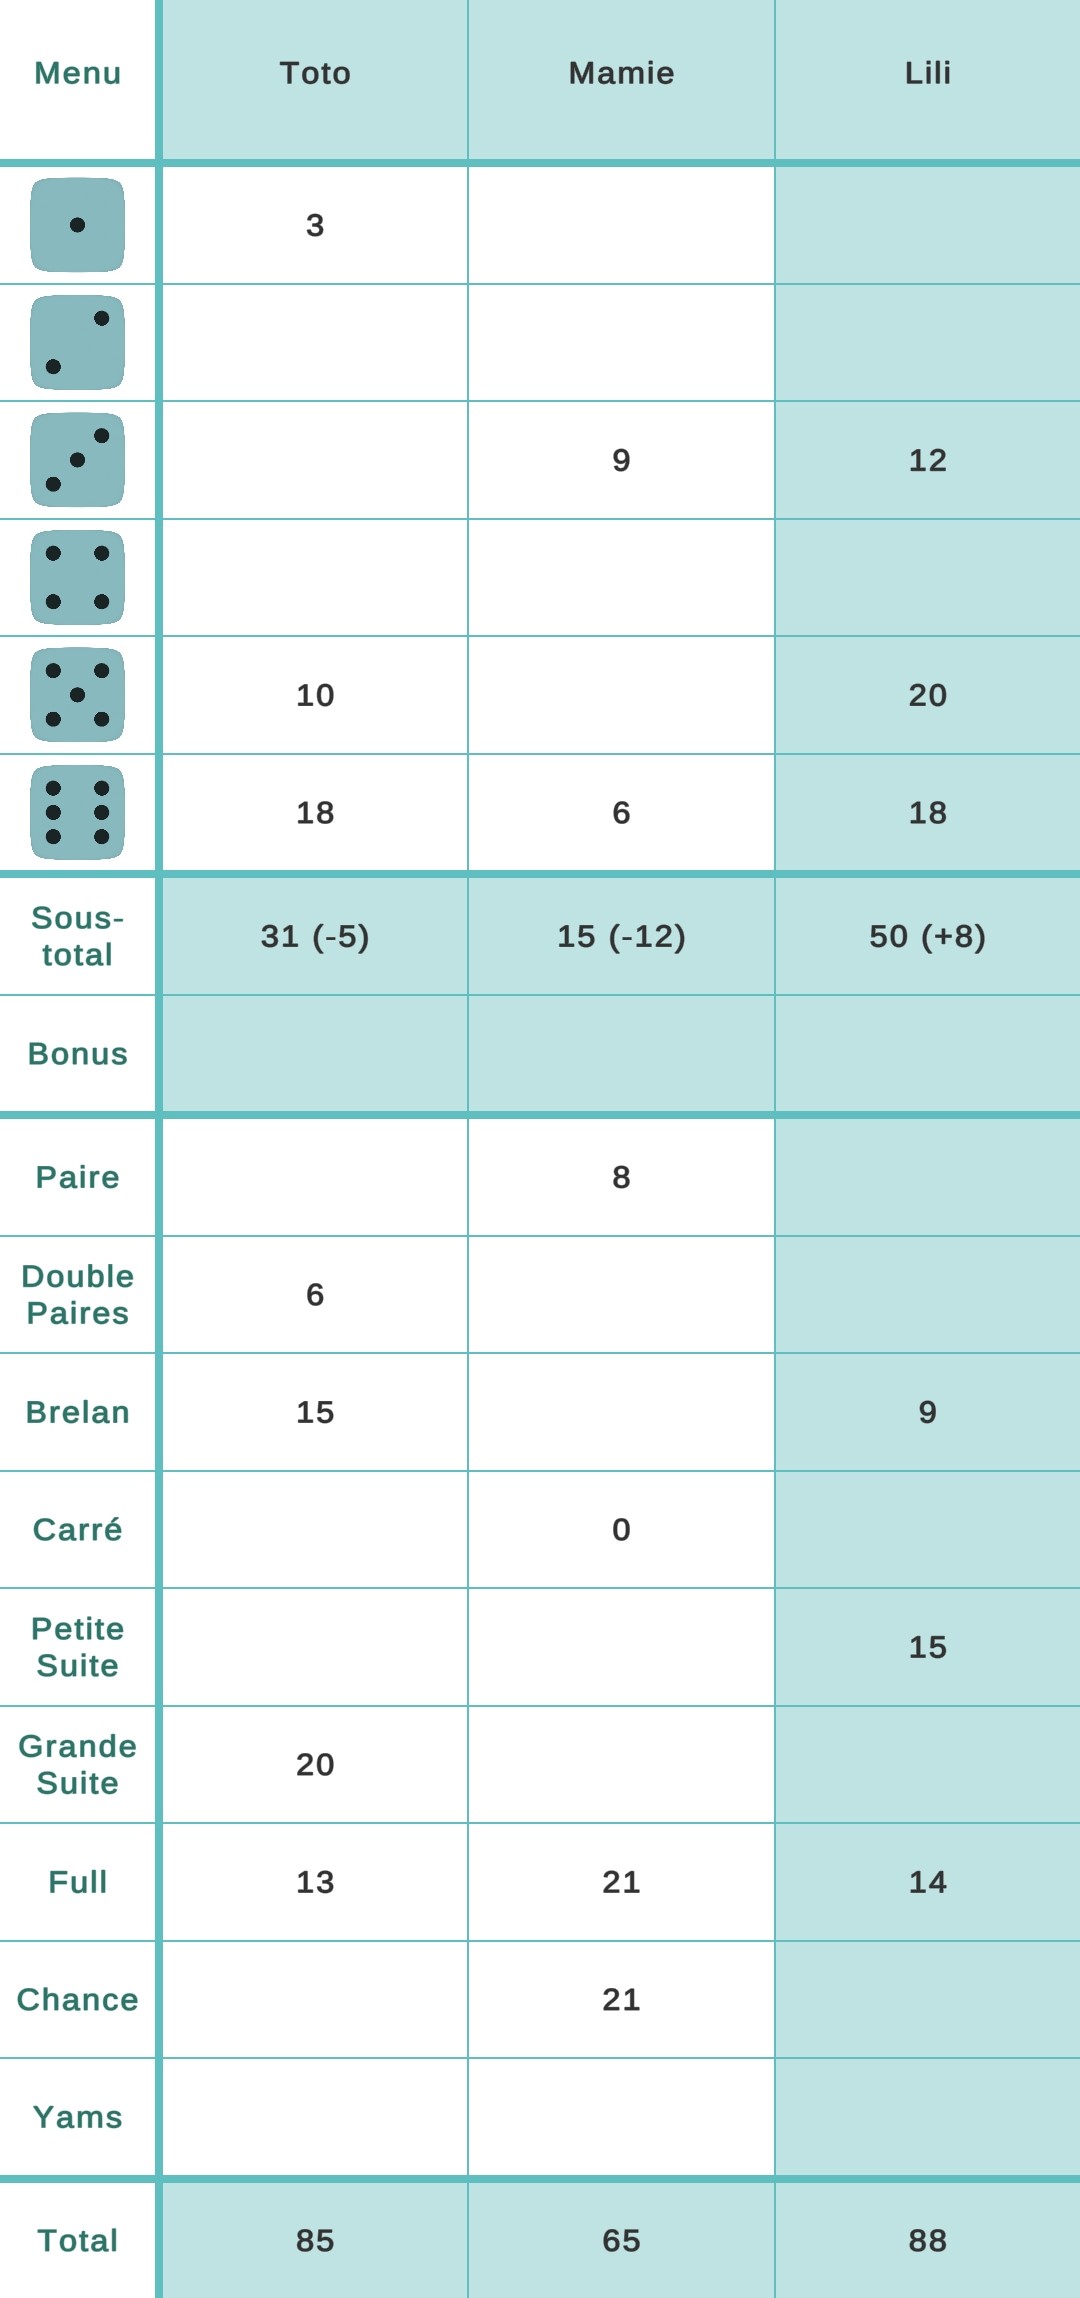 Menu Toto Mamie Lili
3
9 12
10 20
18 6 18
Sous-
total 31 (-5) 15 (-12) 50 (+8)
Bonus
Paire 8
Double
Paires 6
Brelan 15 9
Carré 0
Petite
Suite 15
Grande
Suite 20
Full 13 21 14
Chance 21
Yams
Total 85 65 88